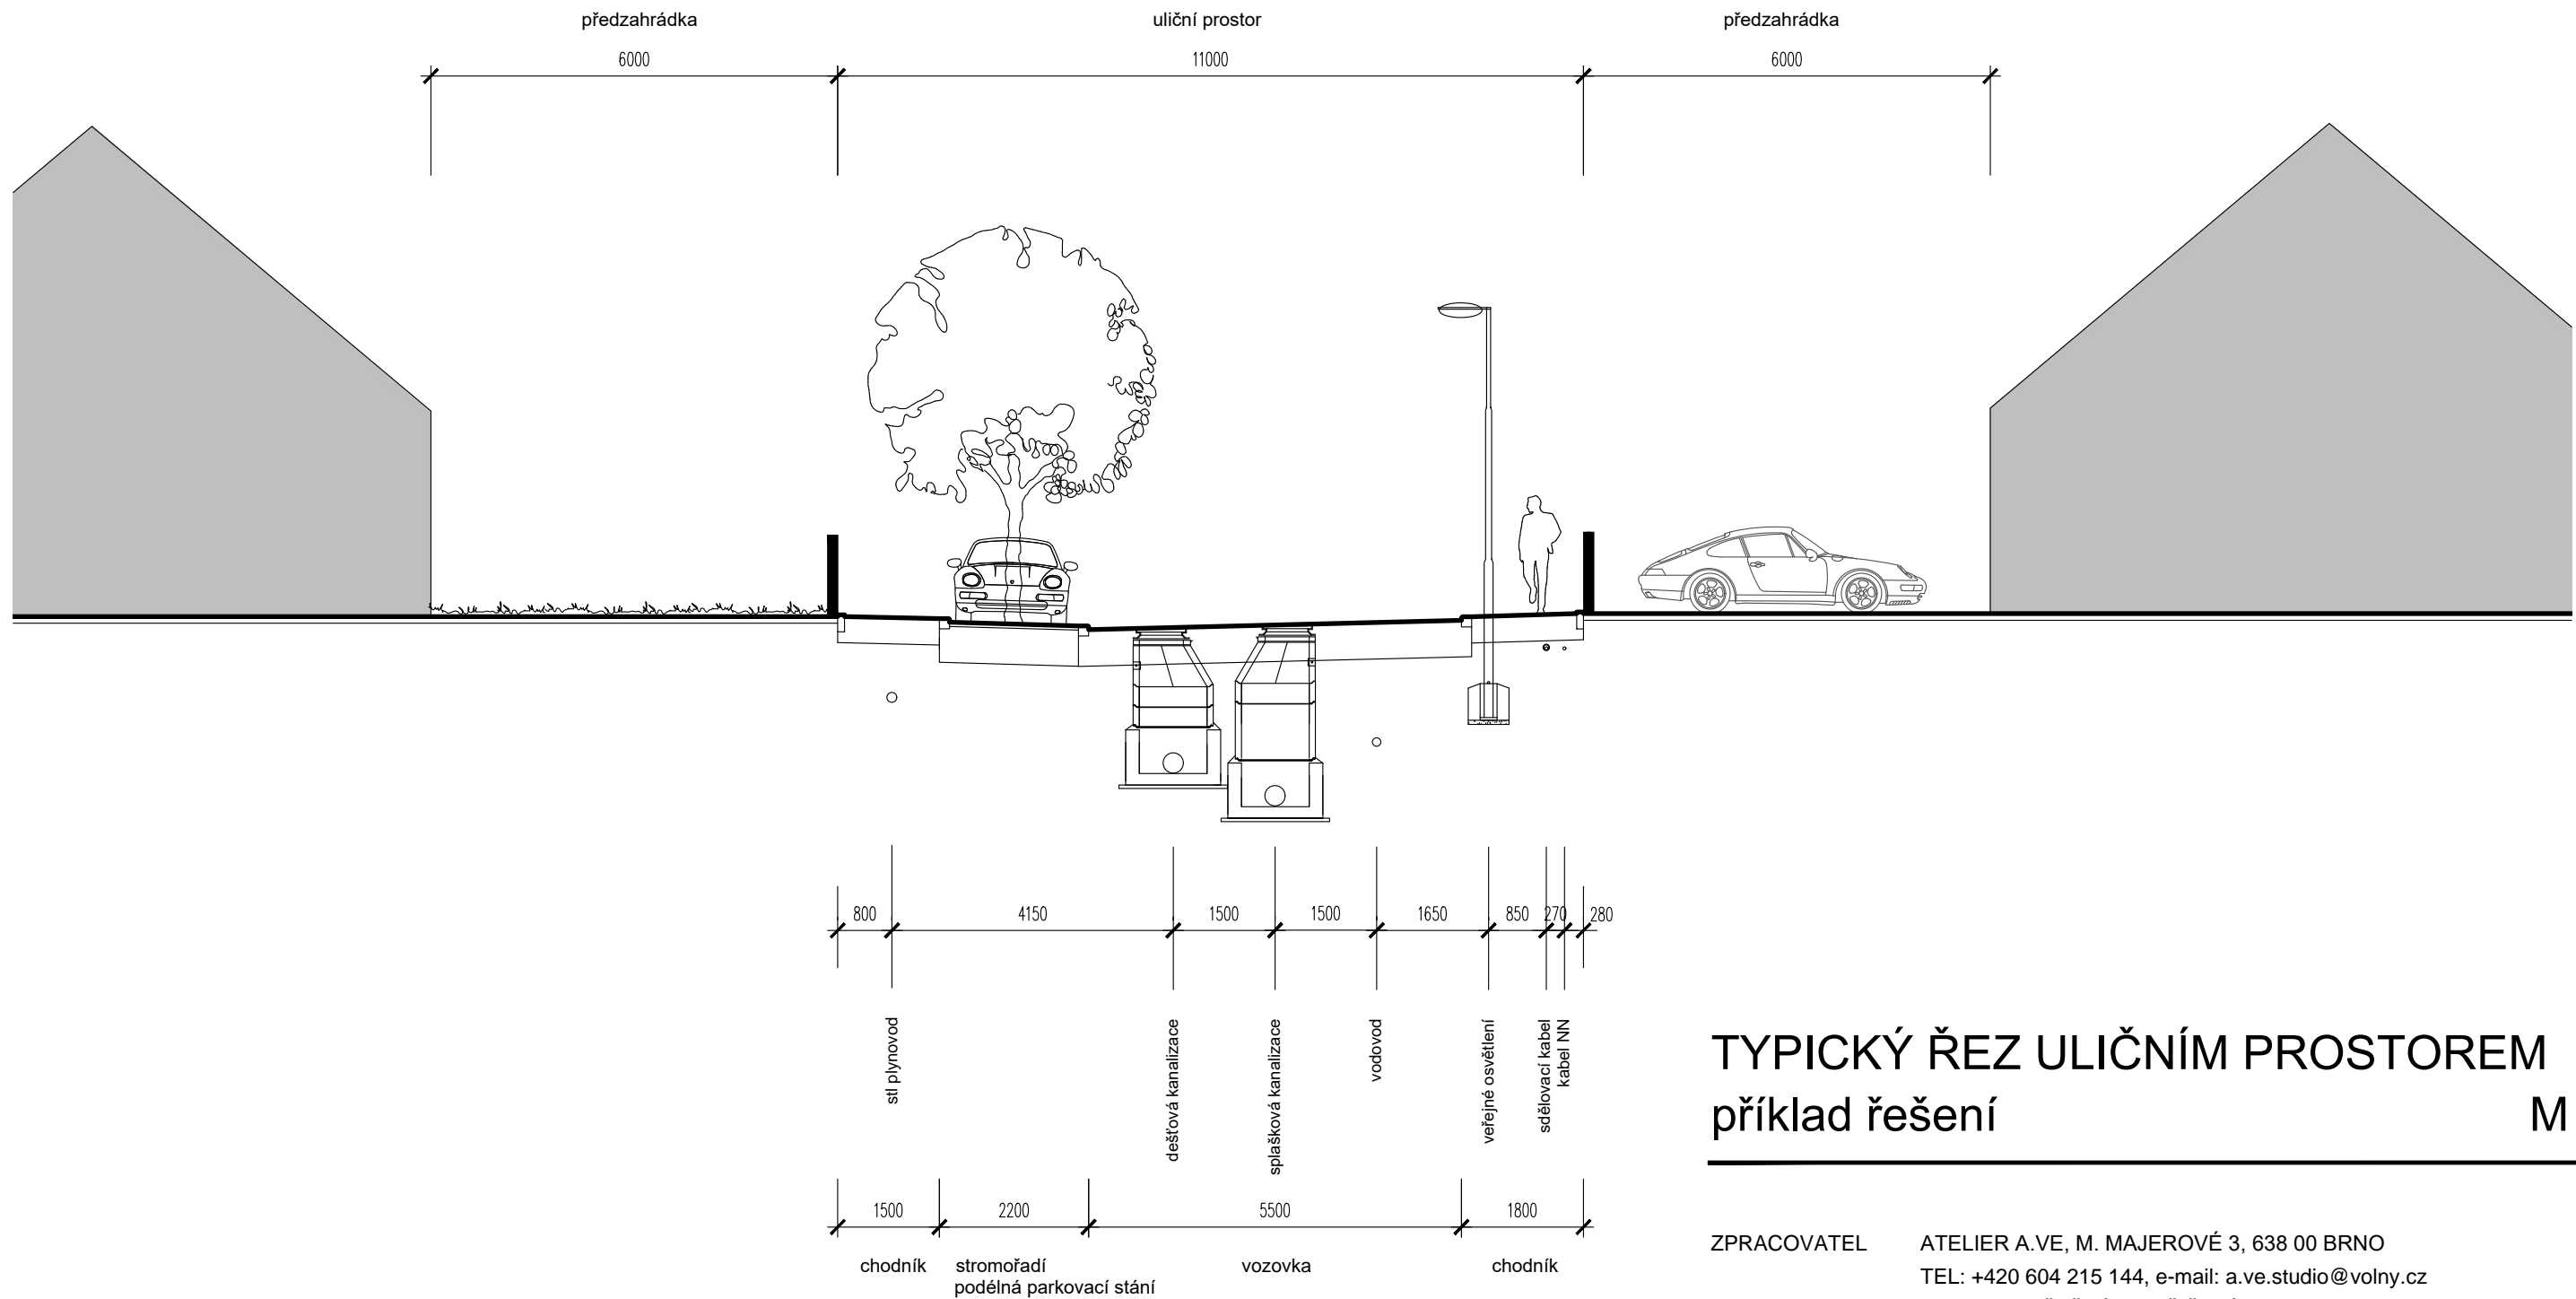 předzahrádka
uliční prostor
předzahrádka
6000
11000
6000
800
4150
1500
1500
1650
850
270
280
stl plynovod
dešťová kanalizace
splašková kanalizace
vodovod
veřejné osvětlení
sdělovací kabel
kabel NN
TYPICKÝ ŘEZ ULIČNÍM PROSTOREM
příklad řešení M
1500
2200
5500
1800
chodník
stromořadí
podélná parkovací stání
vozovka
chodník
ZPRACOVATEL ATELIER A.VE, M. MAJEROVÉ 3, 638 00 BRNO
TEL: +420 604 215 144, e-mail: a.ve.studio@volny.cz